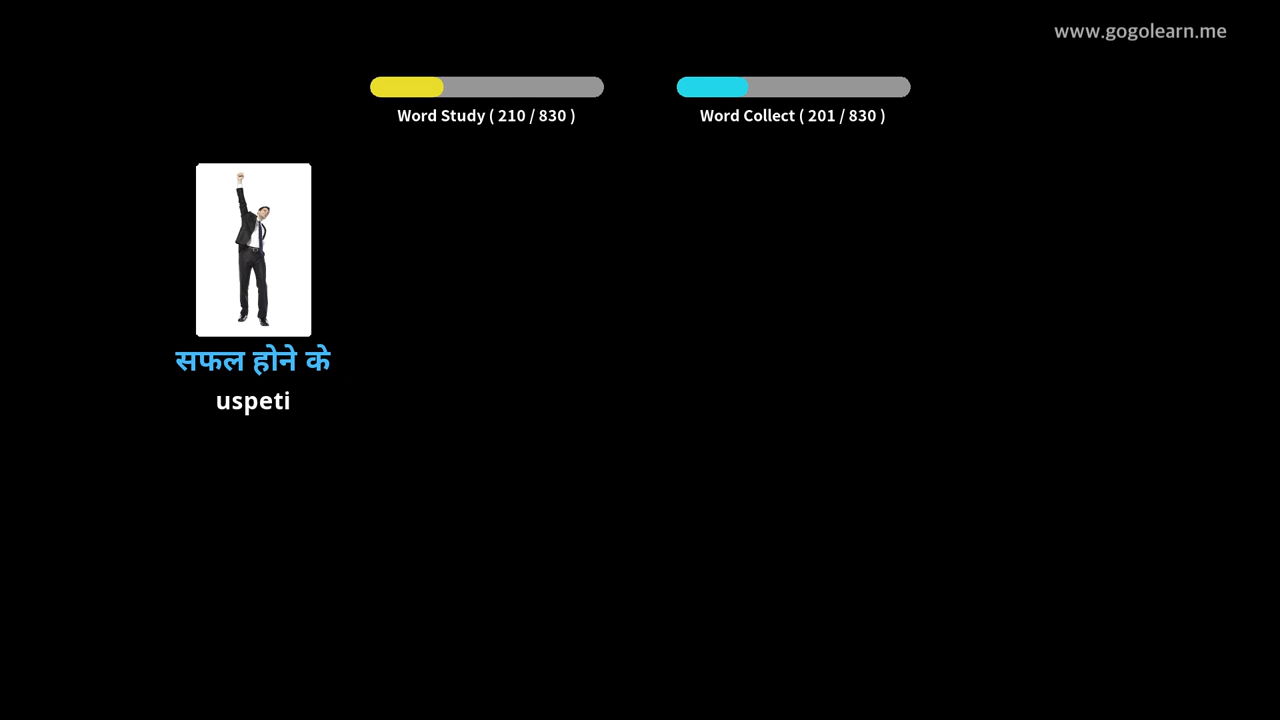 www.gogolearn.me
Word Study ( 210 / 830 )
Word Collect ( 201 / 830 )
सफल होने के
uspeti